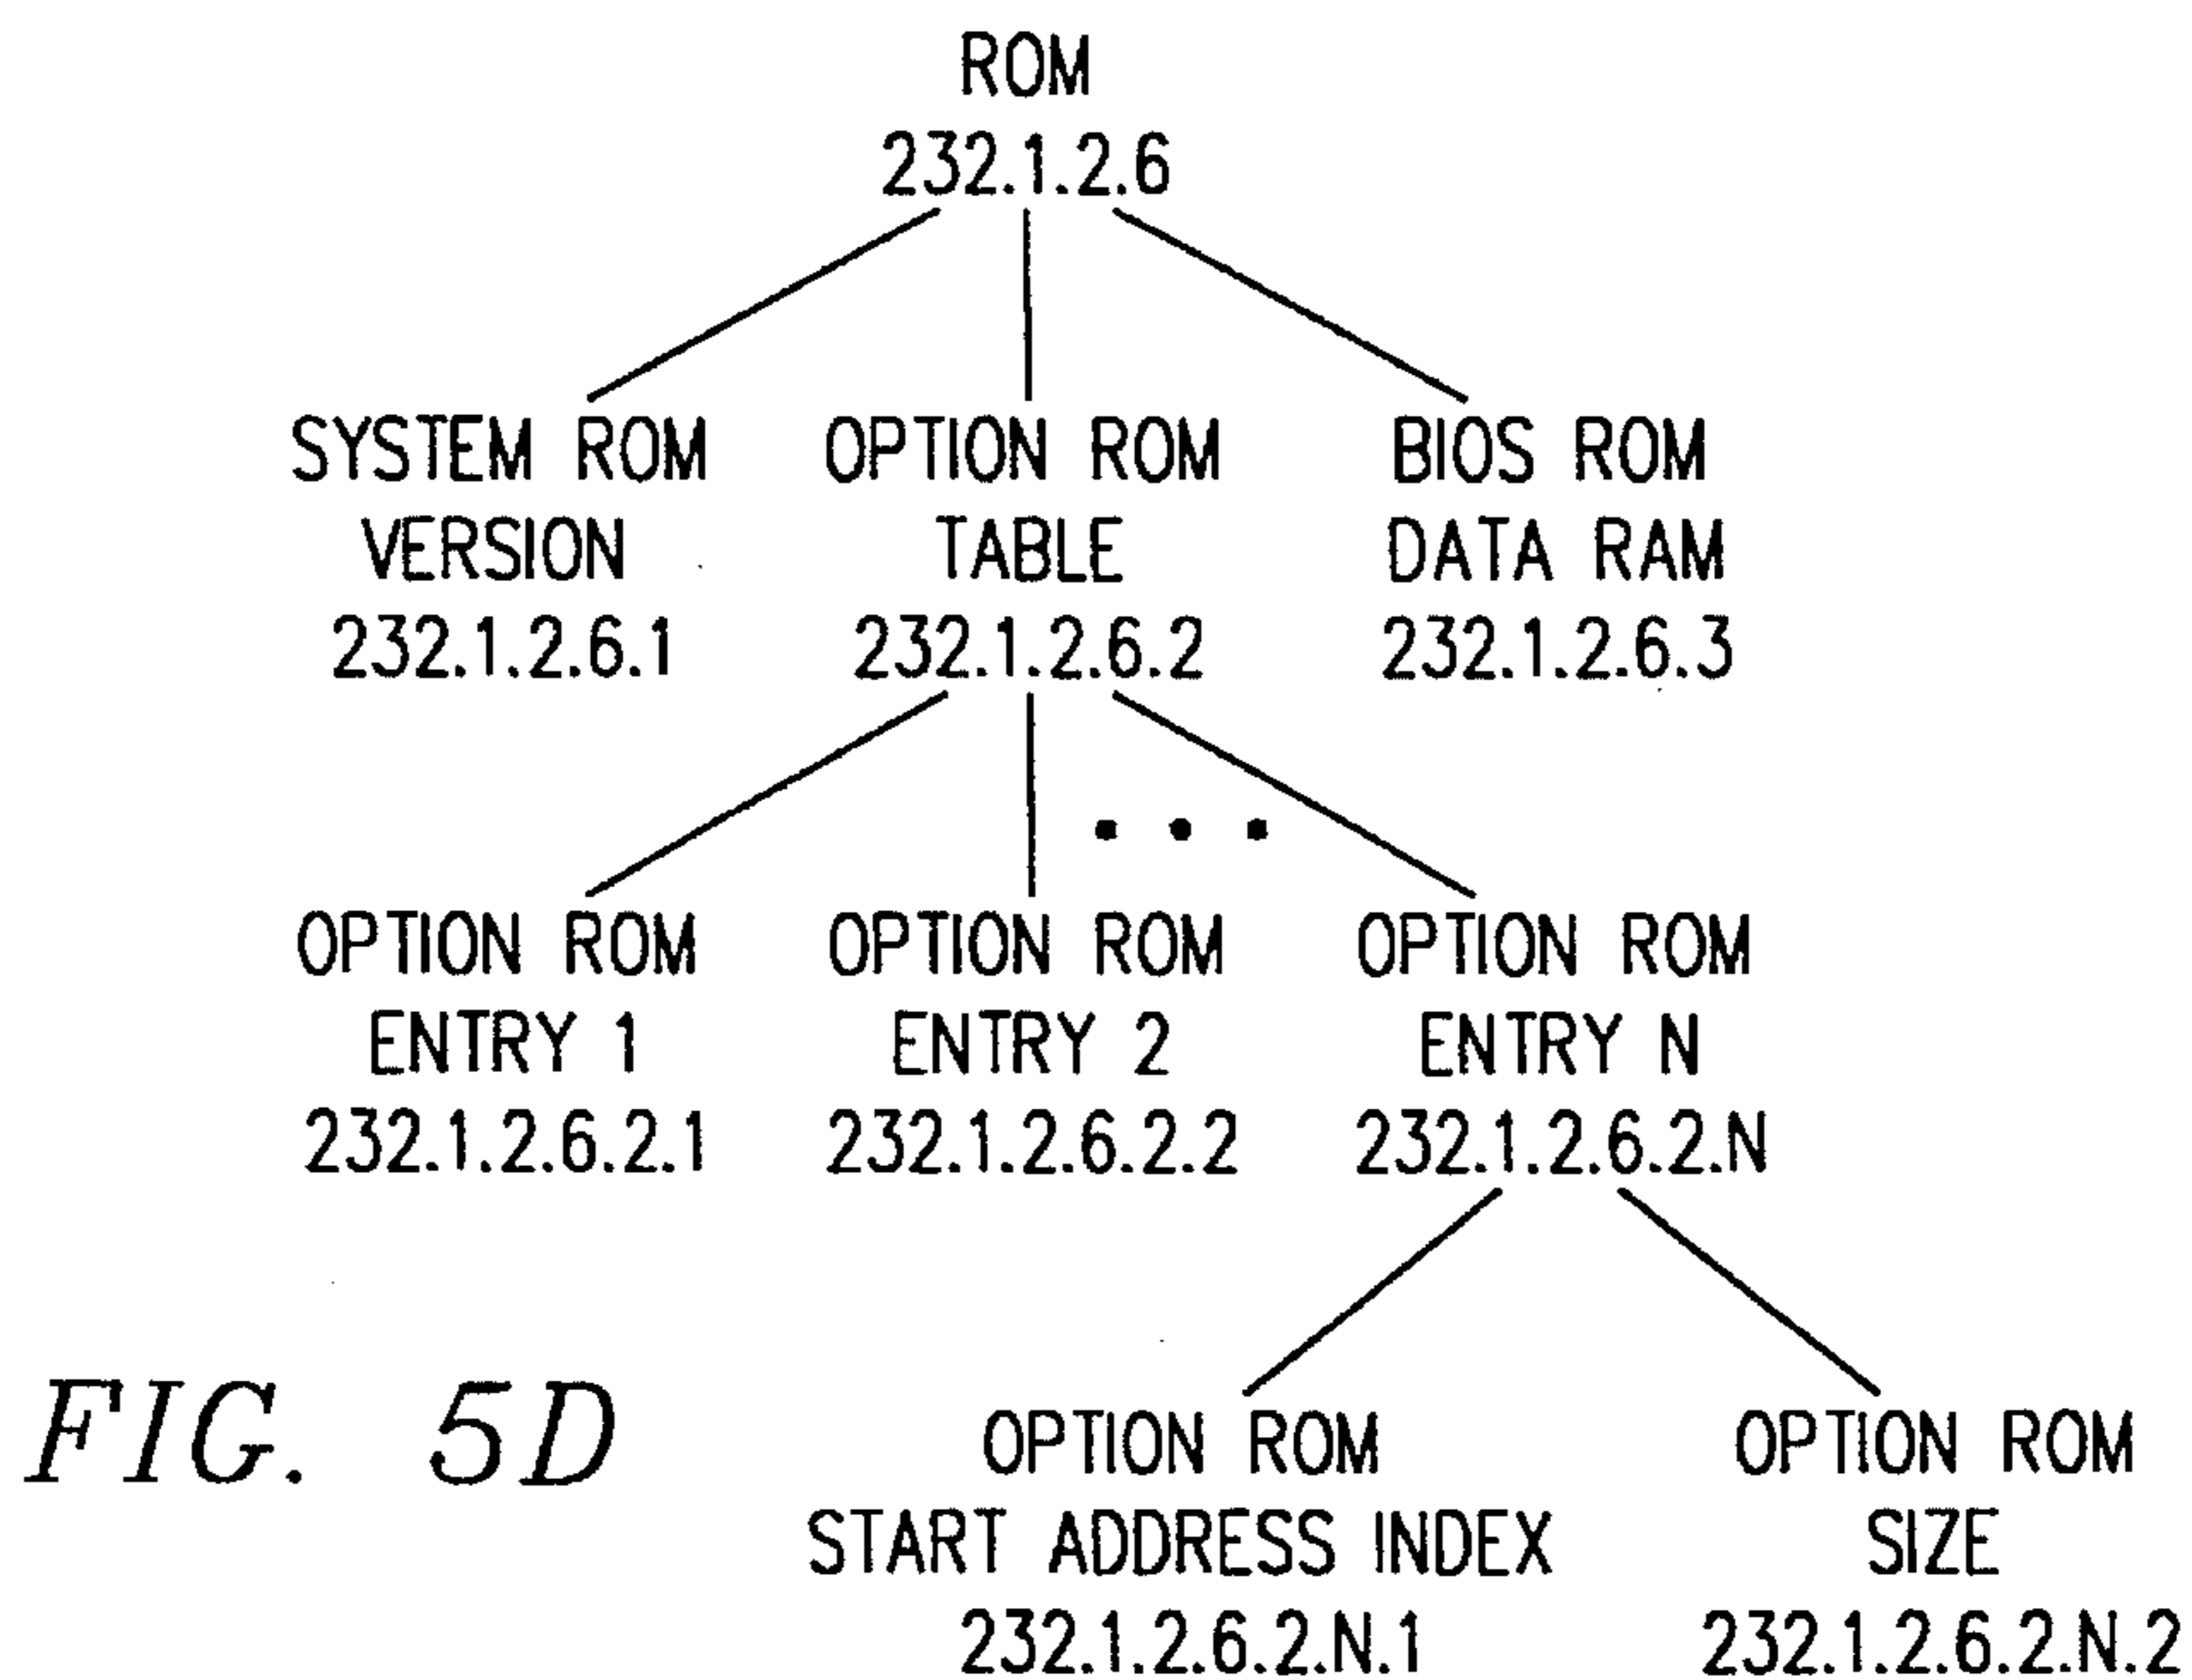 ROM
232.1.2.6
SYSTEM ROM
VERSION
232.1.2.6.1
OPTION ROM
TABLE
232.1.2.6.2
BIOS ROM
DATA RAM
232.1.2.6.3
OPTION ROM
ENTRY 1
232.1.2.6.2.1
OPTION ROM
ENTRY 2
232.1.2.6.2.2
OPTION ROM
ENTRY N
232.1.2.6.2.N
OPTION ROM
START ADDRESS INDEX
232.1.2.6.2.N.1
OPTION ROM
SIZE
232.1.2.6.2.N.2
FIG. 5D